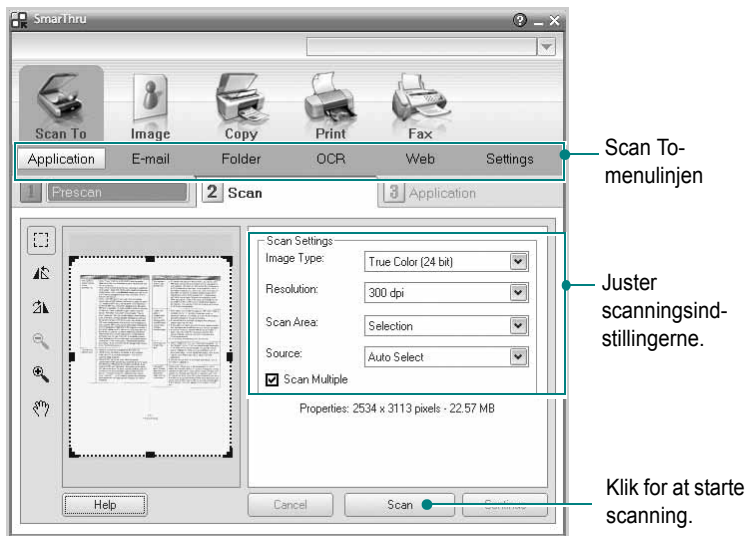 SmarThru
Scan To Image Copy Print Fax
Application E-mail Folder OCR Web Settings
1 Prescan 2 Scan 3 Application
Scan Settings
Image Type: True Color (24 bit)
Resolution: 300 dpi
Scan Area: Selection
Source: Auto Select
Scan Multiple
Properties: 2534 x 3113 pixels - 22.57 MB
Help Cancel Scan Continue
Scan To-
menulinjen
Juster
scanningsind-
stillingerne.
Klik for at starte
scanning.